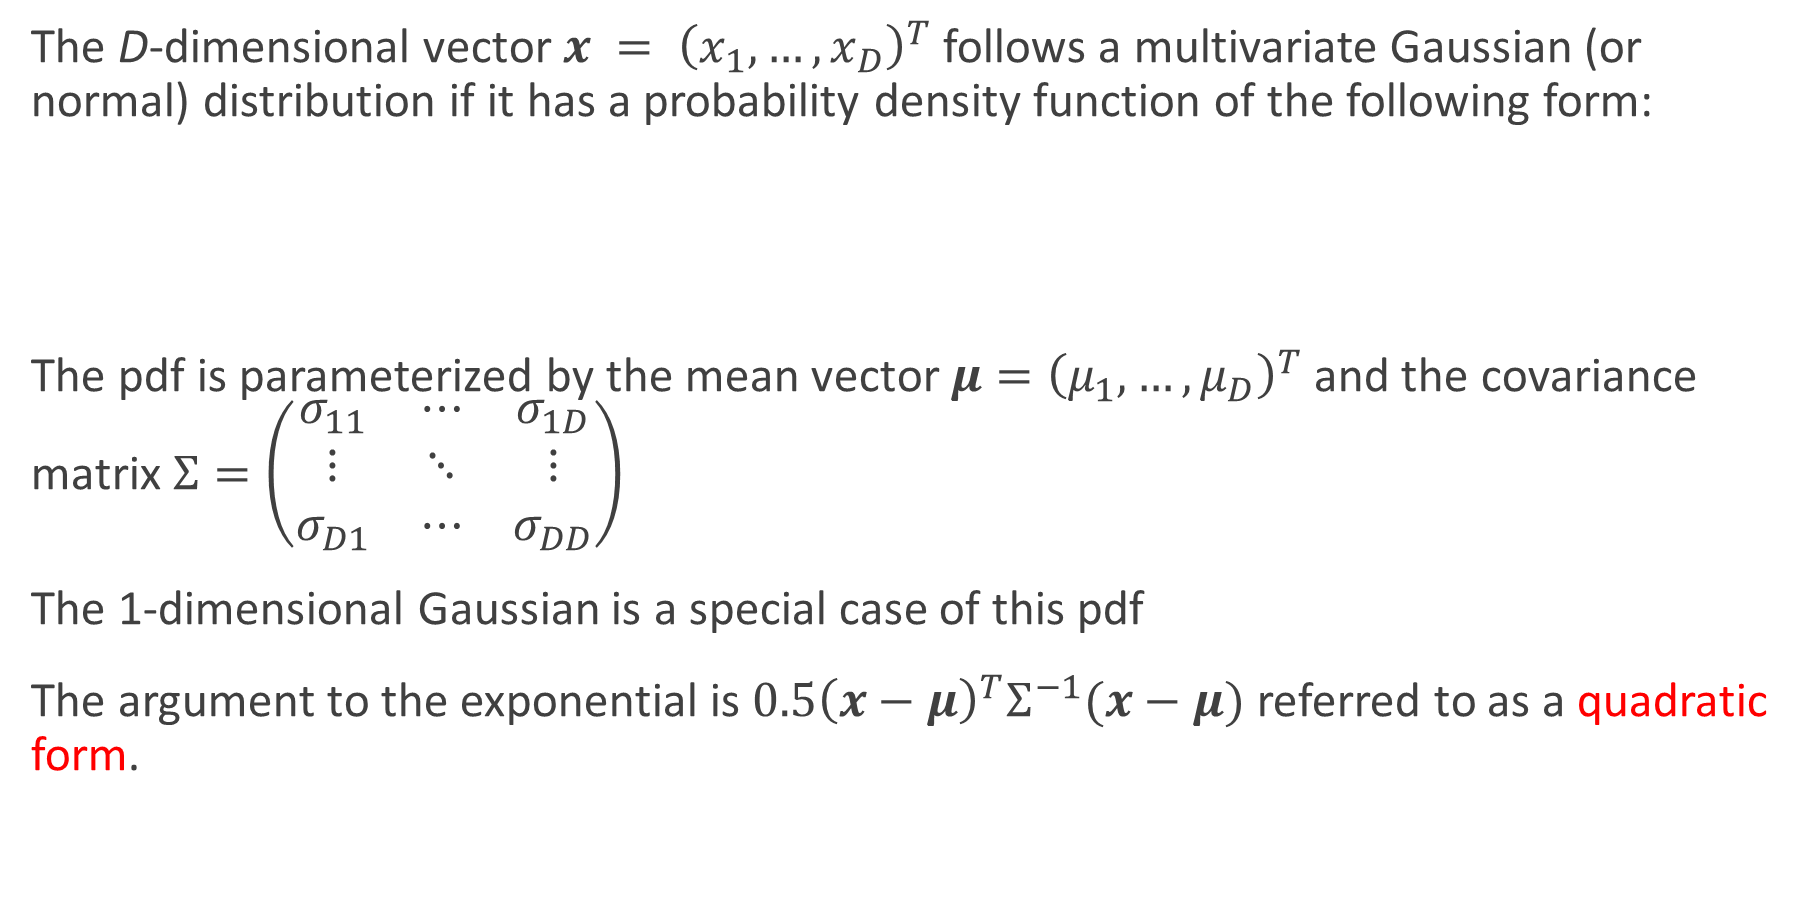 The D-dimensional vector 𝒙 = (x₁, … , x_D)ᵀ follows a multivariate Gaussian (or
normal) distribution if it has a probability density function of the following form:
The pdf is parameterized by the mean vector 𝝁 = (μ₁, … , μ_D)ᵀ and the covariance
σ₁₁ ⋯ σ_1D
matrix Σ = ⋮ ⋱ ⋮
σ_D1 ⋯ σ_DD
The 1-dimensional Gaussian is a special case of this pdf
The argument to the exponential is 0.5(𝒙 − 𝝁)ᵀΣ⁻¹(𝒙 − 𝝁) referred to as a quadratic
form.